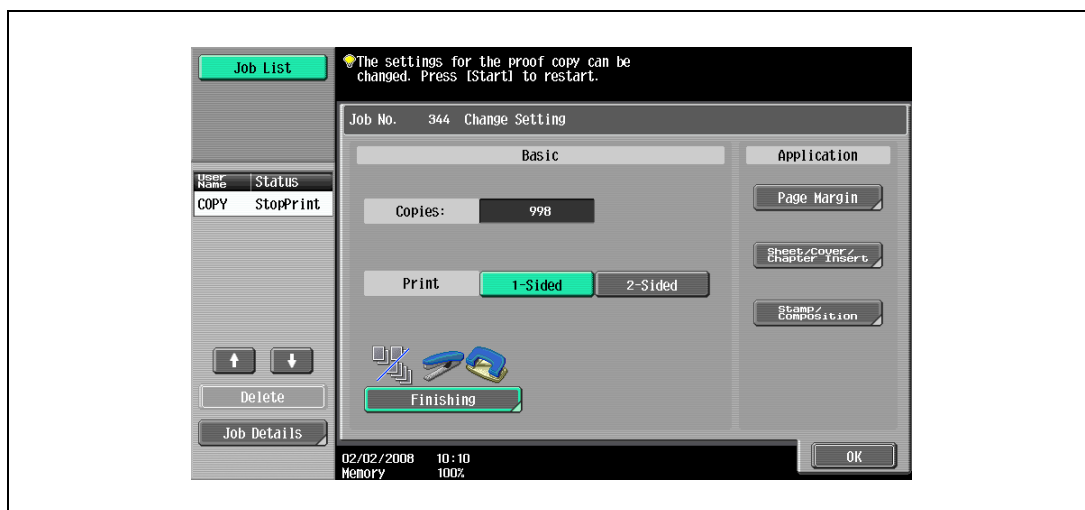 Job List
The settings for the proof copy can be
changed. Press [Start] to restart.
Job No. 344 Change Setting
Basic
Application
User
Name
Status
COPY StopPrint
Copies: 998
Print 1-Sided 2-Sided
Finishing
Page Margin
Sheet/Cover/
Chapter Insert
Stamp/
Composition
Delete
Job Details
02/02/2008 10:10
Memory 100%
OK